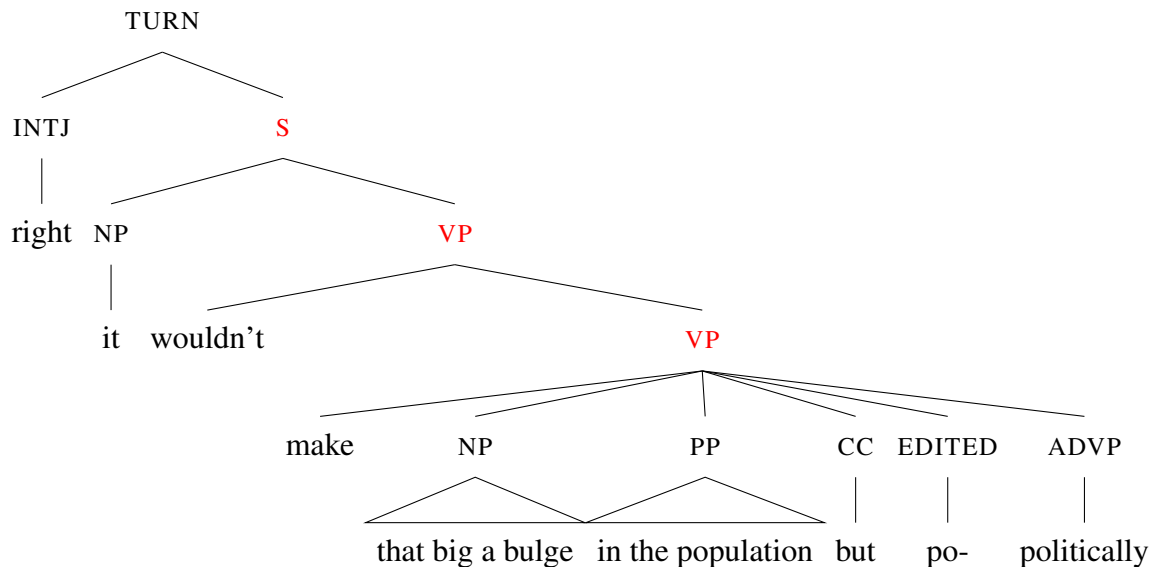 TURN
INTJ S
right NP VP
it wouldn't VP
make NP PP CC EDITED ADVP
that big a bulge in the population but po- politically